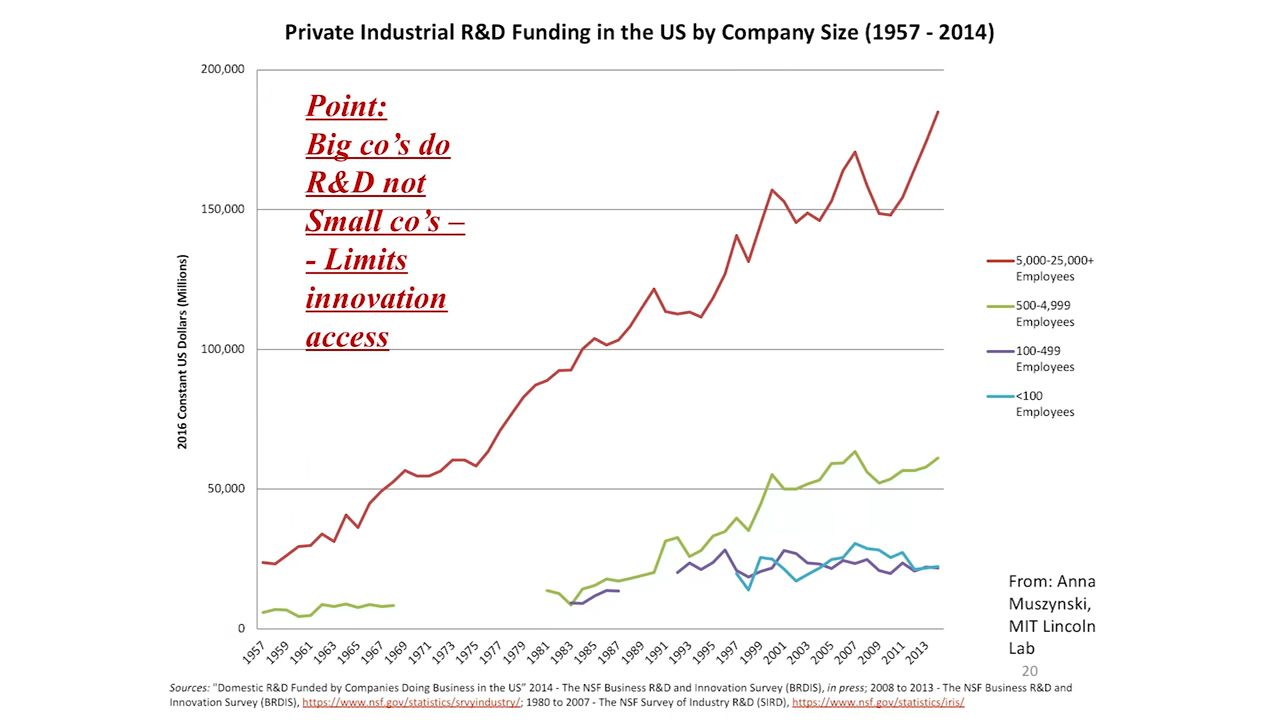 Private Industrial R&D Funding in the US by Company Size (1957 - 2014)
200,000
150,000
100,000
50,000
0
2016 Constant US Dollars (Millions)
Point:
Big co’s do
R&D not
Small co’s –
- Limits
innovation
access
1957
1959
1961
1963
1965
1967
1969
1971
1973
1975
1977
1979
1981
1983
1985
1987
1989
1991
1993
1995
1997
1999
2001
2003
2005
2007
2009
2011
2013
5,000-25,000+
Employees
500-4,999
Employees
100-499
Employees
<100
Employees
From: Anna
Muszynski,
MIT Lincoln
Lab
20
Sources: "Domestic R&D Funded by Companies Doing Business in the US” 2014 - The NSF Business R&D and Innovation Survey (BRDIS), in press; 2008 to 2013 - The NSF Business R&D and
Innovation Survey (BRDIS), https://www.nsf.gov/statistics/srvyindustry/; 1980 to 2007 - The NSF Survey of Industry R&D (SIRD), https://www.nsf.gov/statistics/iris/